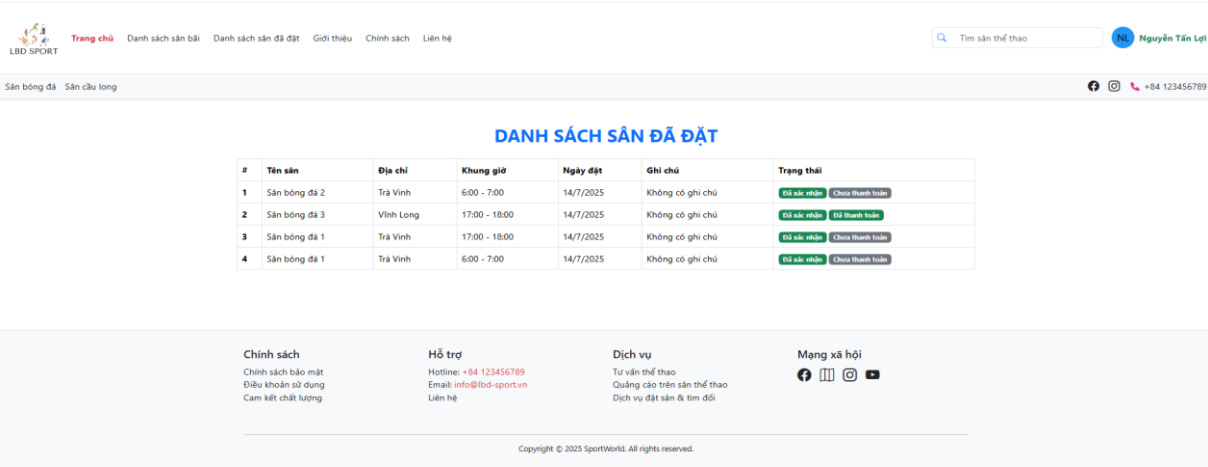 LBD SPORT
Trang chủ Danh sách sân bãi Danh sách sân đã đặt Giới thiệu Chính sách Liên hệ
Tìm sân thể thao
NL Nguyễn Tấn Lợi
Sân bóng đá Sân cầu long
+84 123456789
DANH SÁCH SÂN ĐÃ ĐẶT
# Tên sân Địa chỉ Khung giờ Ngày đặt Ghi chú Trạng thái
1 Sân bóng đá 2 Trà Vinh 6:00 - 7:00 14/7/2025 Không có ghi chú Đã xác nhận Chưa thanh toán
2 Sân bóng đá 3 Vĩnh Long 17:00 - 18:00 14/7/2025 Không có ghi chú Đã xác nhận Đã thanh toán
3 Sân bóng đá 1 Trà Vinh 17:00 - 18:00 14/7/2025 Không có ghi chú Đã xác nhận Chưa thanh toán
4 Sân bóng đá 1 Trà Vinh 6:00 - 7:00 14/7/2025 Không có ghi chú Đã xác nhận Chưa thanh toán
Chính sách Hỗ trợ Dịch vụ Mạng xã hội
Chính sách bảo mật Hotline: +84 123456789 Tư vấn thể thao
Điều khoản sử dụng Email: info@lbd-sport.vn Quảng cáo trên sân thể thao
Cam kết chất lượng Liên hệ Dịch vụ đặt sân & tìm đối
Copyright © 2025 SportWorld. All rights reserved.